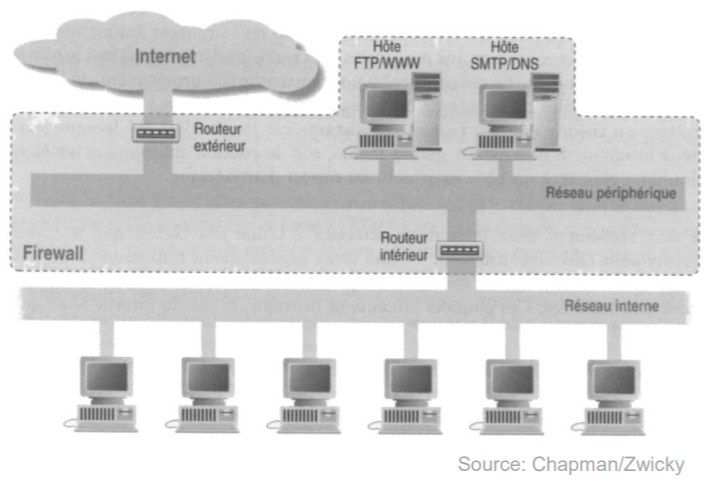 Internet
Hôte
FTP/WWW
Hôte
SMTP/DNS
Routeur
extérieur
Réseau périphérique
Routeur
intérieur
Firewall
Réseau interne
Source: Chapman/Zwicky